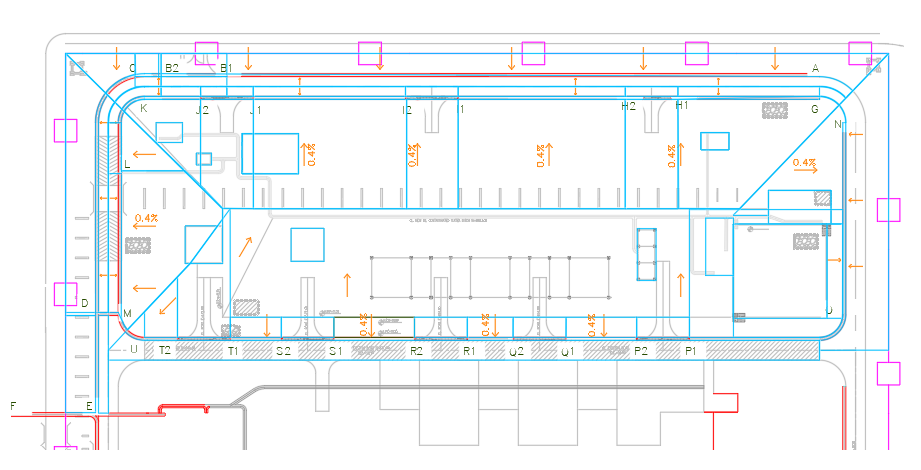 C B2 B1 A
K J2 J1 I2 I1 H2 H1 G
N
L 0.4% 0.4% 0.4% 0.4% 0.4%
0.4%
D
M 0.4% 0.4% 0.4%
U T2 T1 S2 S1 R2 R1 Q2 Q1 P2 P1
F E